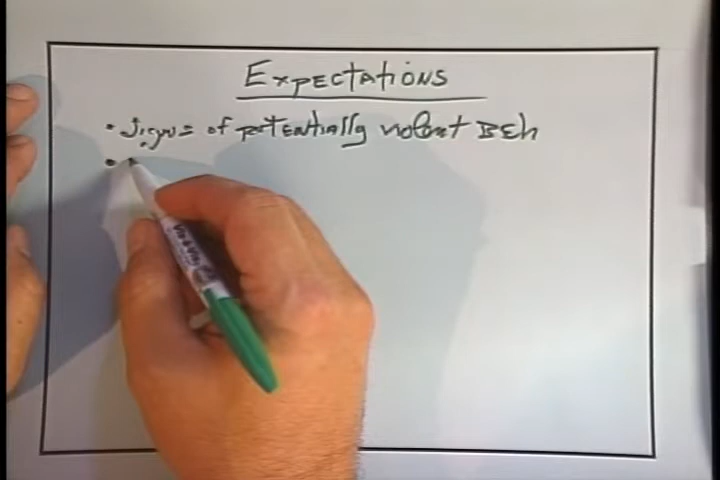 Expectations
• Signs of potentially violent Beh
•